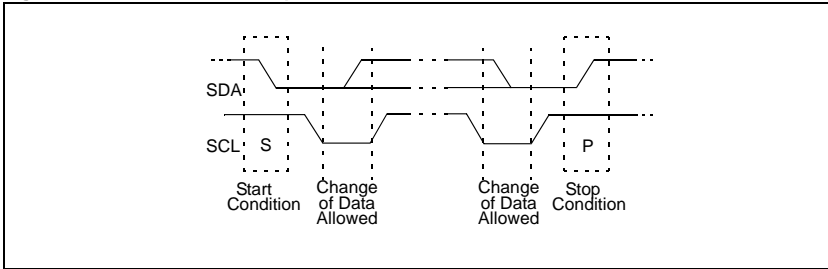 SDA
SCL S P
Start
Condition
Change
of Data
Allowed
Change
of Data
Allowed
Stop
Condition